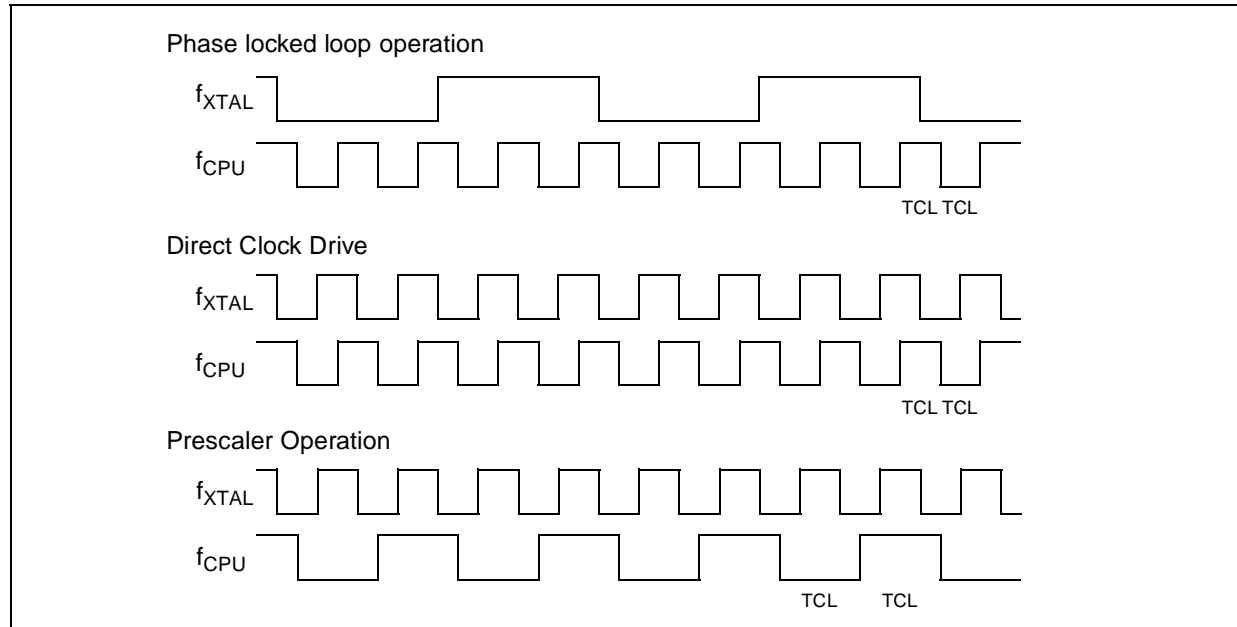 Phase locked loop operation
fXTAL
fCPU
TCL TCL
Direct Clock Drive
fXTAL
fCPU
TCL TCL
Prescaler Operation
fXTAL
fCPU
TCL TCL